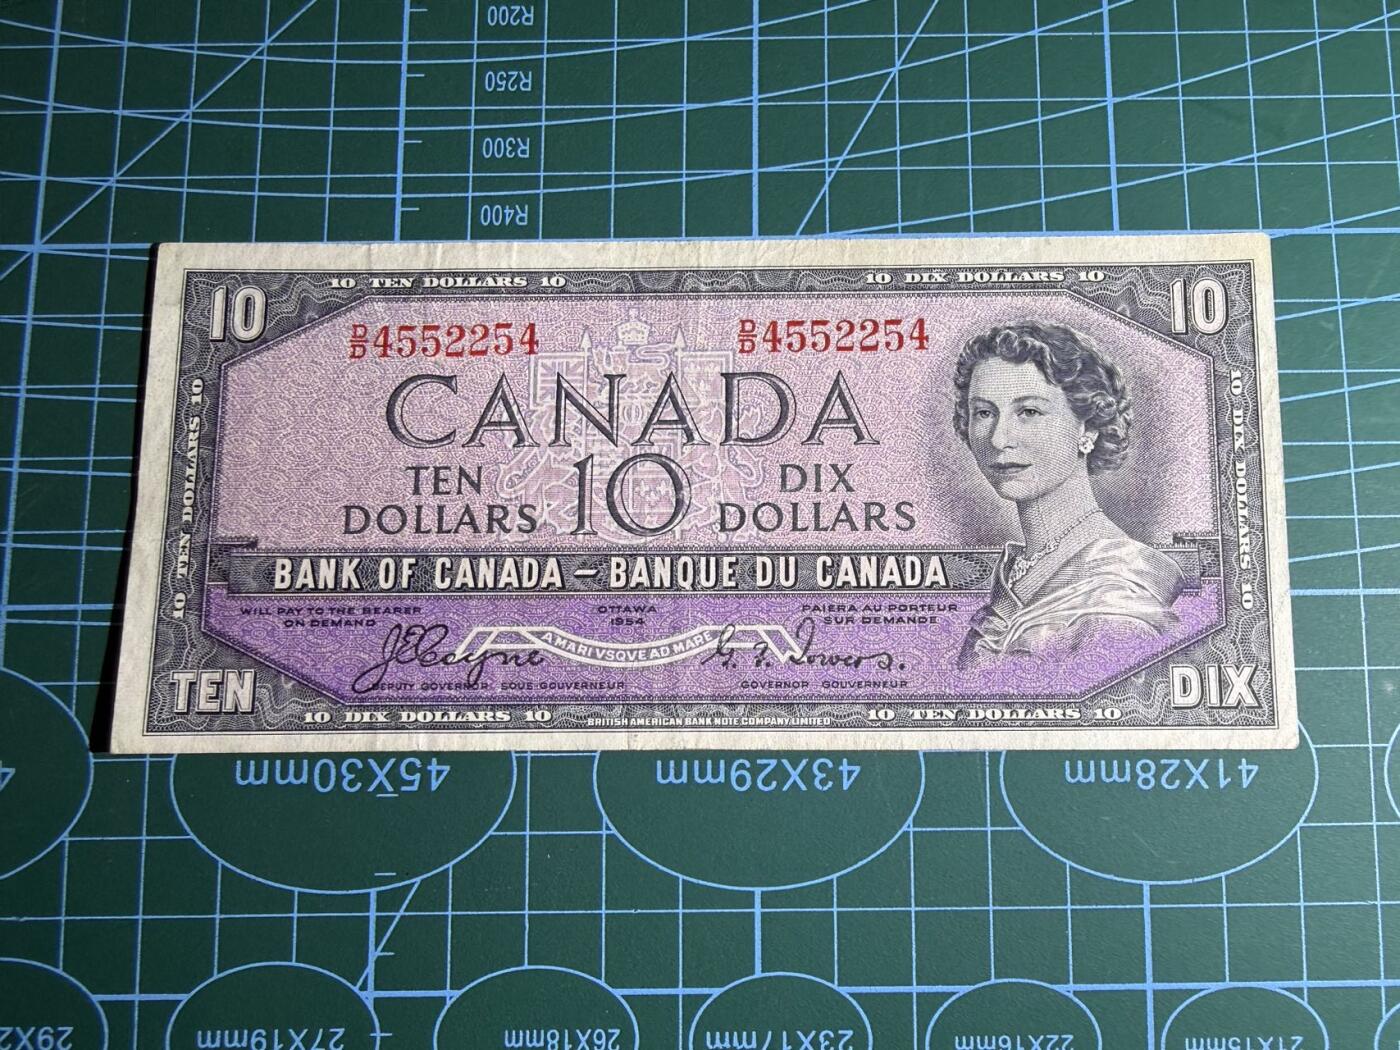 R200
R250
R300
R400
10 TEN DOLLARS 10
10 DIX DOLLARS 10
10
10
D/D4552254
D/D4552254
CANADA
TEN DOLLARS
10
DIX DOLLARS
10 TEN DOLLARS 10
10 DIX DOLLARS 10
BANK OF CANADA – BANQUE DU CANADA
WILL PAY TO THE BEARER
ON DEMAND
OTTAWA
1954
PAIERA AU PORTEUR
SUR DEMANDE
A MARI VSQVE AD MARE
J E Coyne
G. F. Towers.
DEPUTY GOVERNOR SOUS-GOUVERNEUR
GOVERNOR GOUVERNEUR
TEN
DIX
10 DIX DOLLARS 10
BRITISH AMERICAN BANK NOTE COMPANY LIMITED
10 TEN DOLLARS 10
45X30mm
43X29mm
41X28mm
27X19mm
26X18mm
23X17mm
22X16mm
21X15mm